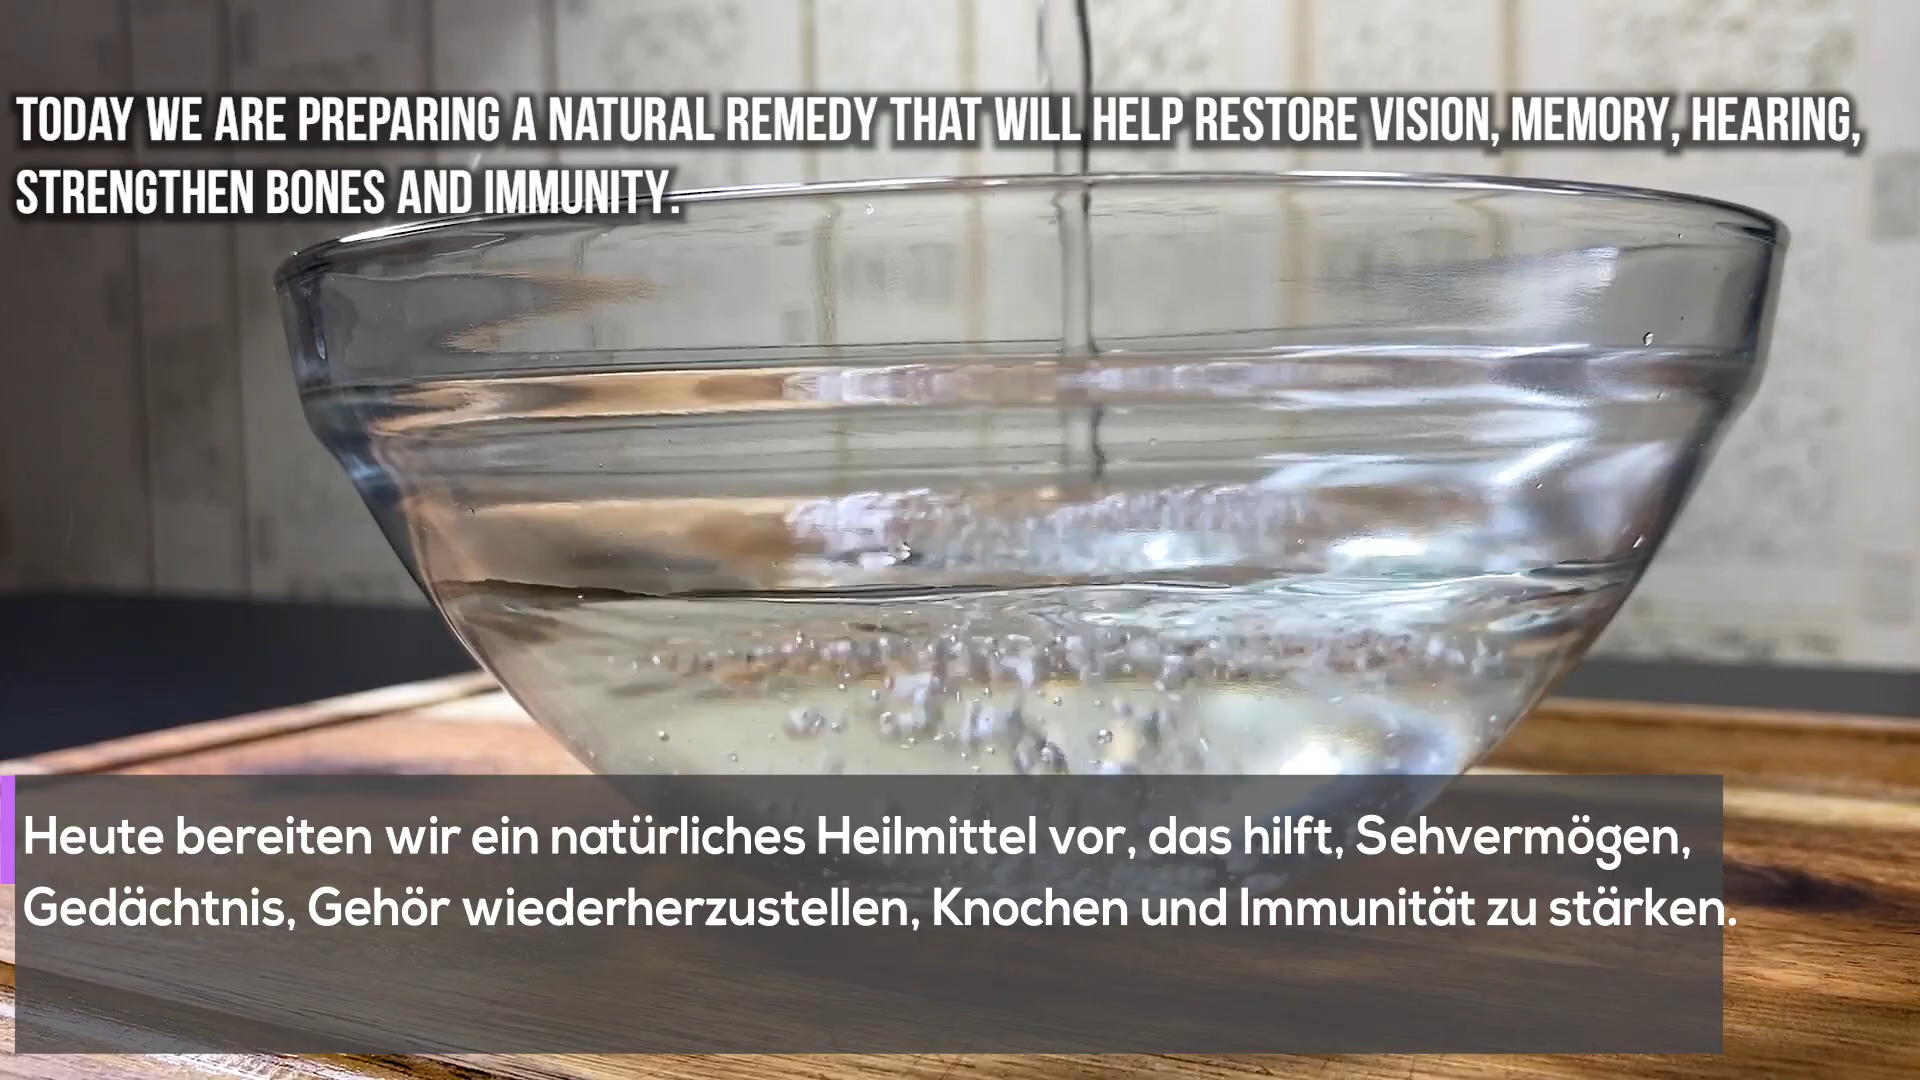 TODAY WE ARE PREPARING A NATURAL REMEDY THAT WILL HELP RESTORE VISION, MEMORY, HEARING,
STRENGTHEN BONES AND IMMUNITY.
Heute bereiten wir ein natürliches Heilmittel vor, das hilft, Sehvermögen,
Gedächtnis, Gehör wiederherzustellen, Knochen und Immunität zu stärken.